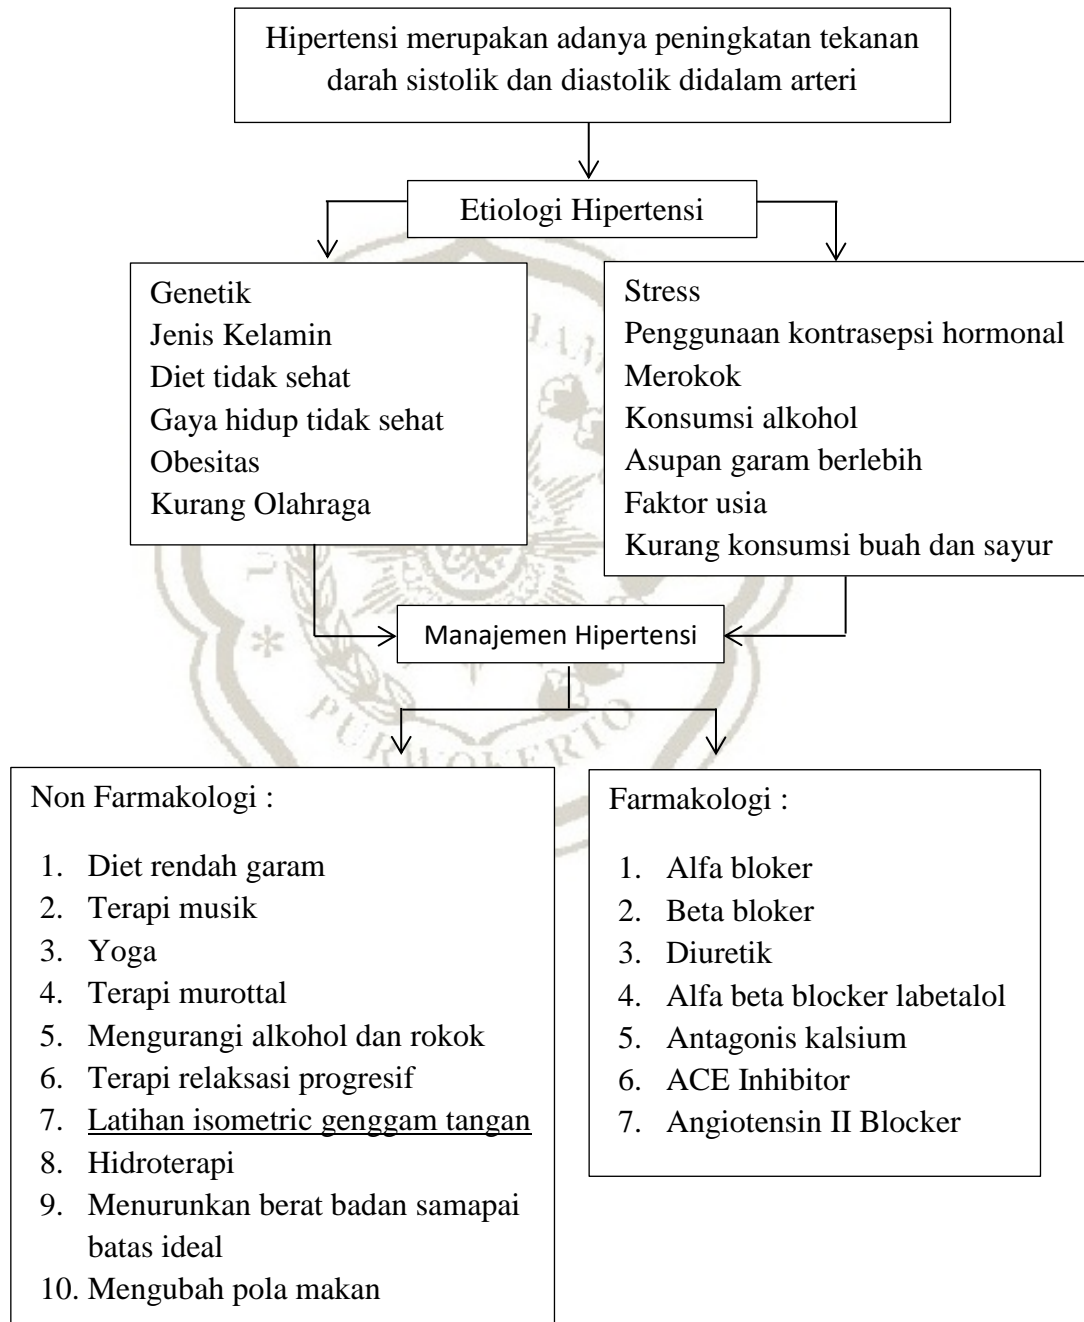 Hipertensi merupakan adanya peningkatan tekanan
darah sistolik dan diastolik didalam arteri
Etiologi Hipertensi
Genetik
Jenis Kelamin
Diet tidak sehat
Gaya hidup tidak sehat
Obesitas
Kurang Olahraga
Stress
Penggunaan kontrasepsi hormonal
Merokok
Konsumsi alkohol
Asupan garam berlebih
Faktor usia
Kurang konsumsi buah dan sayur
Manajemen Hipertensi
PURWOKERTO
Non Farmakologi :
1. Diet rendah garam
2. Terapi musik
3. Yoga
4. Terapi murottal
5. Mengurangi alkohol dan rokok
6. Terapi relaksasi progresif
7. Latihan isometric genggam tangan
8. Hidroterapi
9. Menurunkan berat badan samapai
batas ideal
10. Mengubah pola makan
Farmakologi :
1. Alfa bloker
2. Beta bloker
3. Diuretik
4. Alfa beta blocker labetalol
5. Antagonis kalsium
6. ACE Inhibitor
7. Angiotensin II Blocker